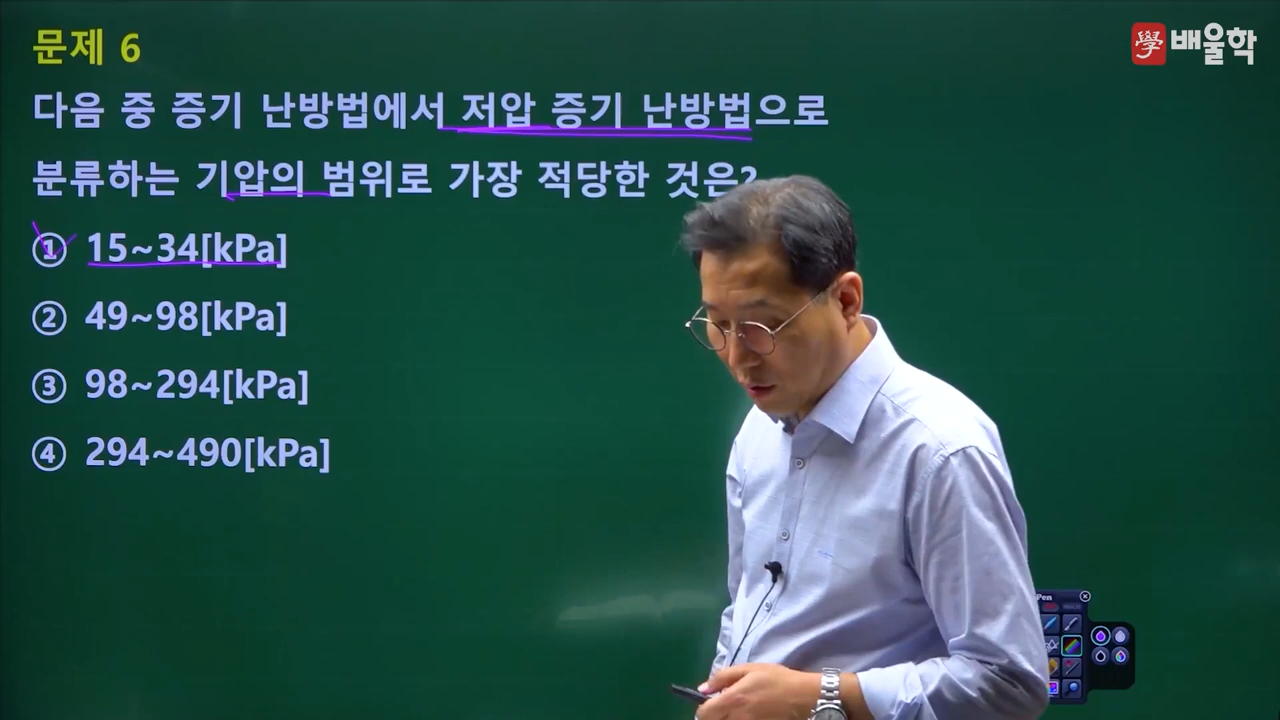 문제 6
學 배울학
다음 중 증기 난방법에서 저압 증기 난방법으로
분류하는 기압의 범위로 가장 적당한 것은?
① 15~34[kPa]
② 49~98[kPa]
③ 98~294[kPa]
④ 294~490[kPa]
Pen